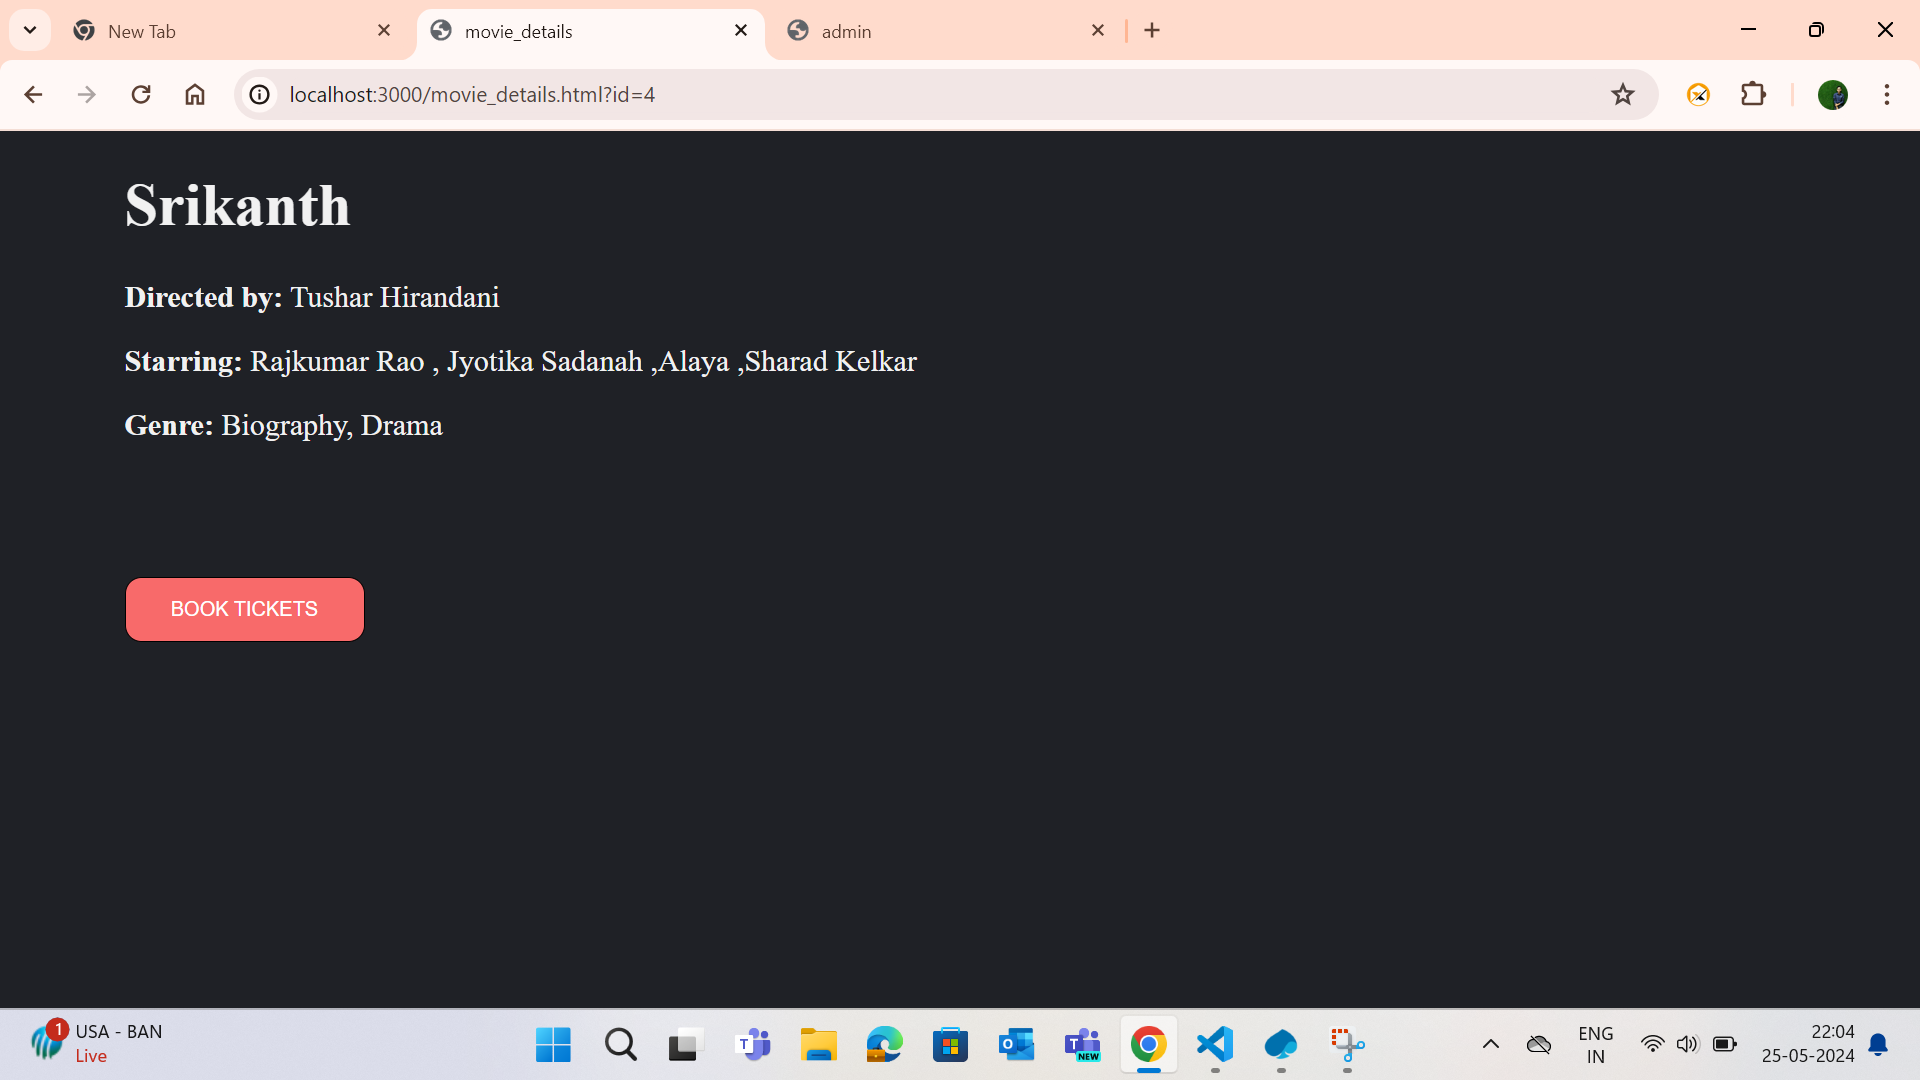 New Tab
movie_details
admin
localhost:3000/movie_details.html?id=4
Srikanth
Directed by: Tushar Hirandani
Starring: Rajkumar Rao , Jyotika Sadanah ,Alaya ,Sharad Kelkar
Genre: Biography, Drama
BOOK TICKETS
1
USA - BAN
Live
T
O
T
NEW
ENG
IN
22:04
25-05-2024